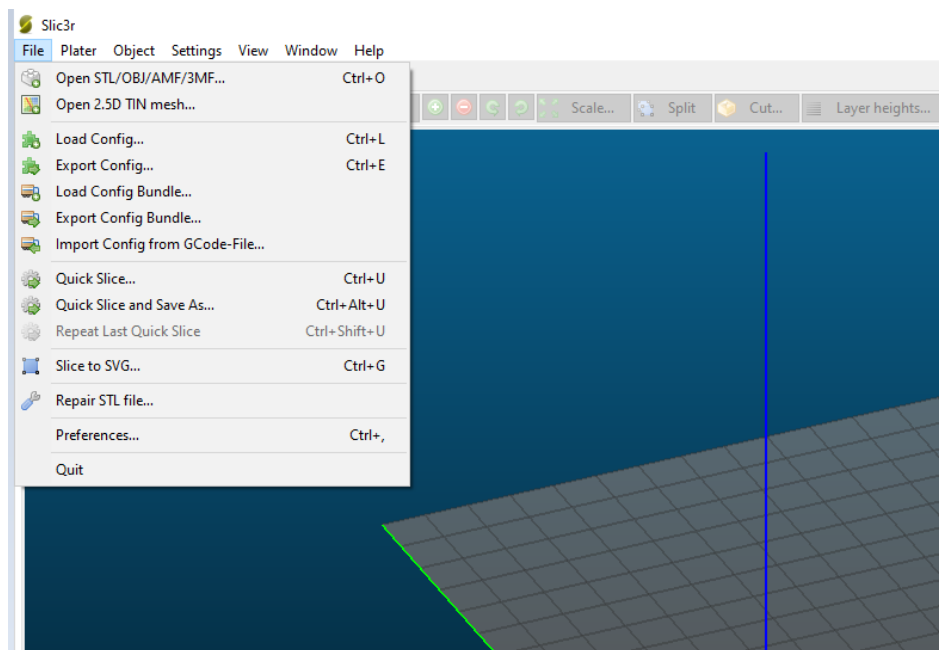 Slic3r
File Plater Object Settings View Window Help
Open STL/OBJ/AMF/3MF... Ctrl+O
Open 2.5D TIN mesh...
Scale... Split Cut... Layer heights...
Load Config... Ctrl+L
Export Config... Ctrl+E
Load Config Bundle...
Export Config Bundle...
Import Config from GCode-File...
Quick Slice... Ctrl+U
Quick Slice and Save As... Ctrl+Alt+U
Repeat Last Quick Slice Ctrl+Shift+U
Slice to SVG... Ctrl+G
Repair STL file...
Preferences... Ctrl+,
Quit